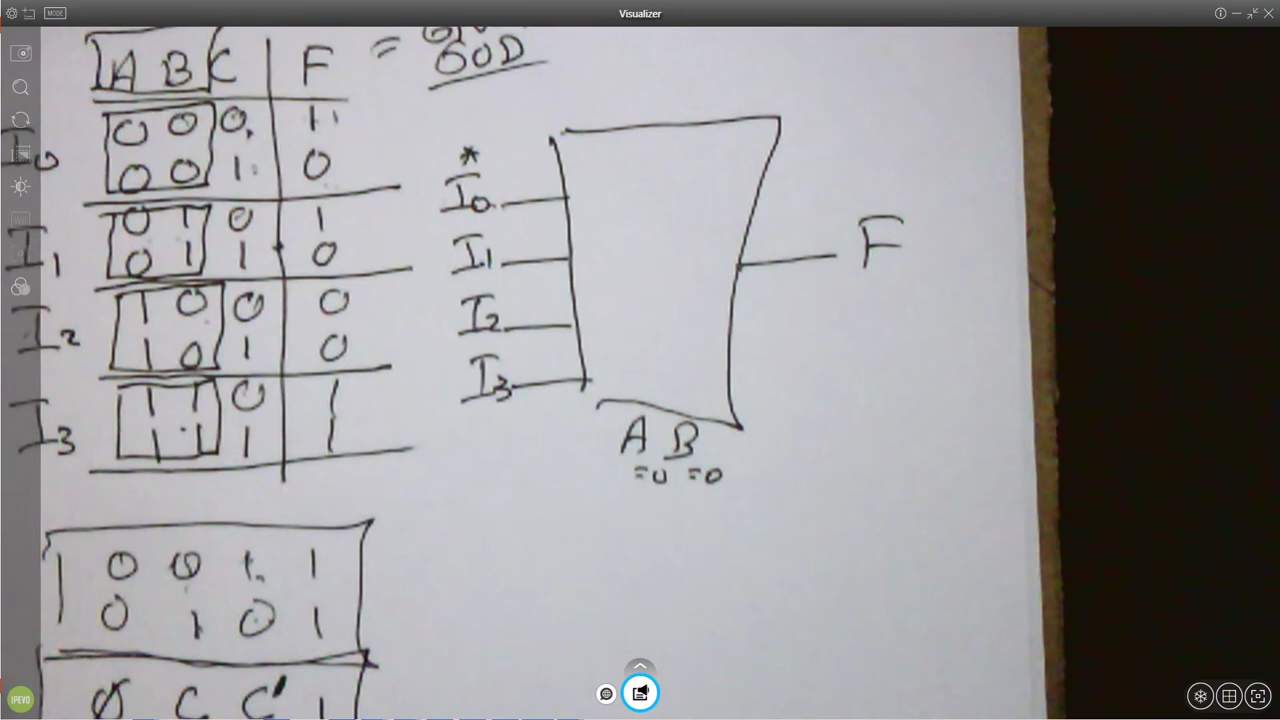 MODE
Visualizer
A B C F =
OOD
0 0 0 1
I0
0 0 1 0
0 1 0 1
I1
0 1 1 0
1 0 0 0
I2
1 0 1 0
1 1 0 1
I3
1 1 1 1
*
I0
I1
I2
I3
F
A B
=0 =0
0 0 1 1
0 1 0 1
0 C C' 1
IPEVO